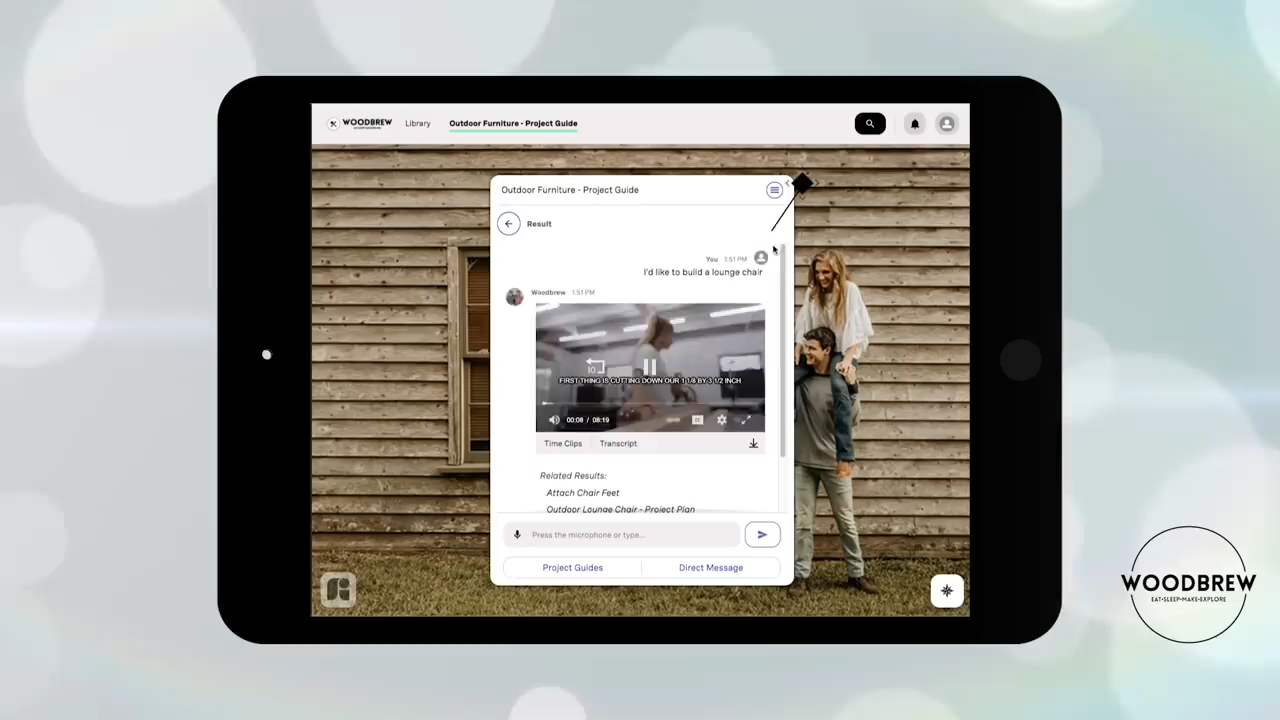 WOODBREW
Library
Outdoor Furniture - Project Guide
Outdoor Furniture - Project Guide
Result
You 1:51 PM
I'd like to build a lounge chair
Woodbrew 1:51 PM
10
FIRST THING IS CUTTING DOWN OUR 1 1/8 BY 3 1/2 INCH
00:08 / 08:19
Time Clips
Transcript
Related Results:
Attach Chair Feet
Outdoor Lounge Chair - Project Plan
Press the microphone or type...
Project Guides
Direct Message
WOODBREW
EAT•SLEEP•MAKE•EXPLORE